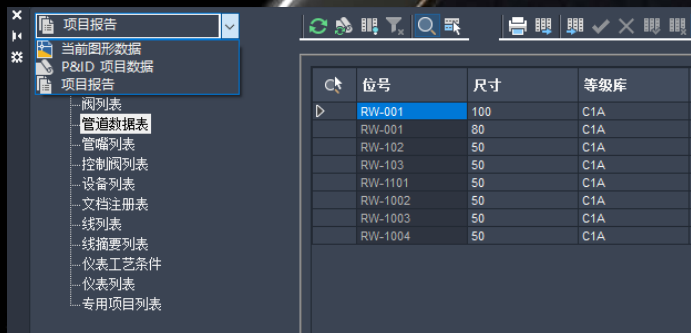 项目报告
当前图形数据
P&ID 项目数据
项目报告
阀列表
管道数据表
管嘴列表
控制阀列表
设备列表
文档注册表
线列表
线摘要列表
仪表工艺条件
仪表列表
专用项目列表
位号 尺寸 等级库
RW-001 100 C1A
RW-001 80 C1A
RW-102 50 C1A
RW-103 50 C1A
RW-1101 50 C1A
RW-1002 50 C1A
RW-1003 50 C1A
RW-1004 50 C1A